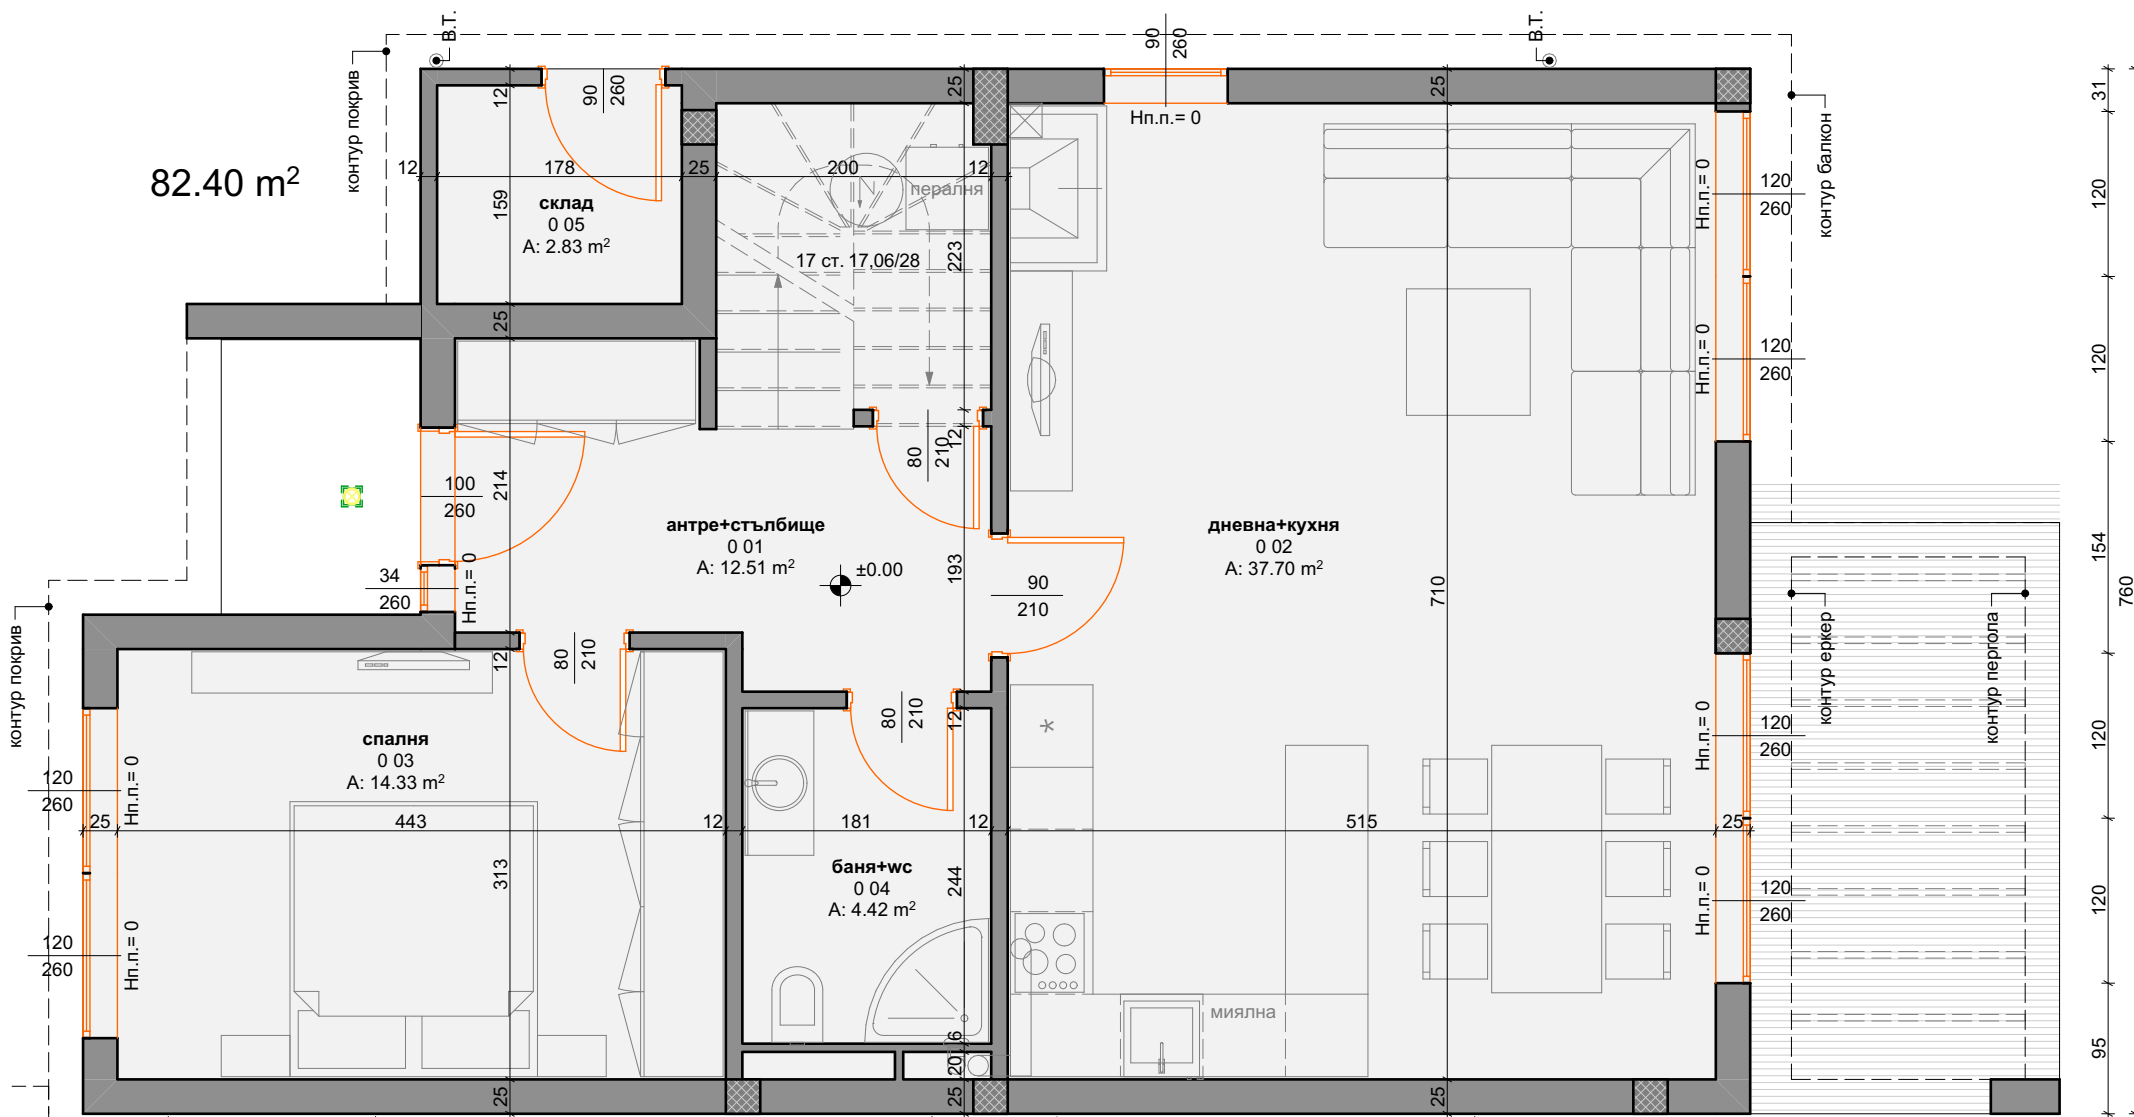 82.40 m²
контур покрив
В.Т.
90
260
В.Т.
12
90
260
25
25
31
Нп.п.= 0
контур балкон
12
178
25
200
12
пералня
Нп.п.= 0
120
260
120
159
склад
0 05
A: 2.83 m²
17 ст. 17,06/28
223
25
Нп.п.= 0
120
260
120
100
260
214
80
210
12
34
260
Нп.п.= 0
антре+стълбище
0 01
A: 12.51 m²
±0.00
193
90
210
дневна+кухня
0 02
A: 37.70 m²
710
154
760
контур покрив
12
80
210
контур еркер
контур пергола
80
210
12
спалня
0 03
A: 14.33 m²
Нп.п.= 0
120
260
Нп.п.= 0
120
260
120
25
443
12
181
12
515
25
313
баня+wc
0 04
A: 4.42 m²
244
Нп.п.= 0
120
260
Нп.п.= 0
120
260
120
миялна
6
20
95
25
25
25